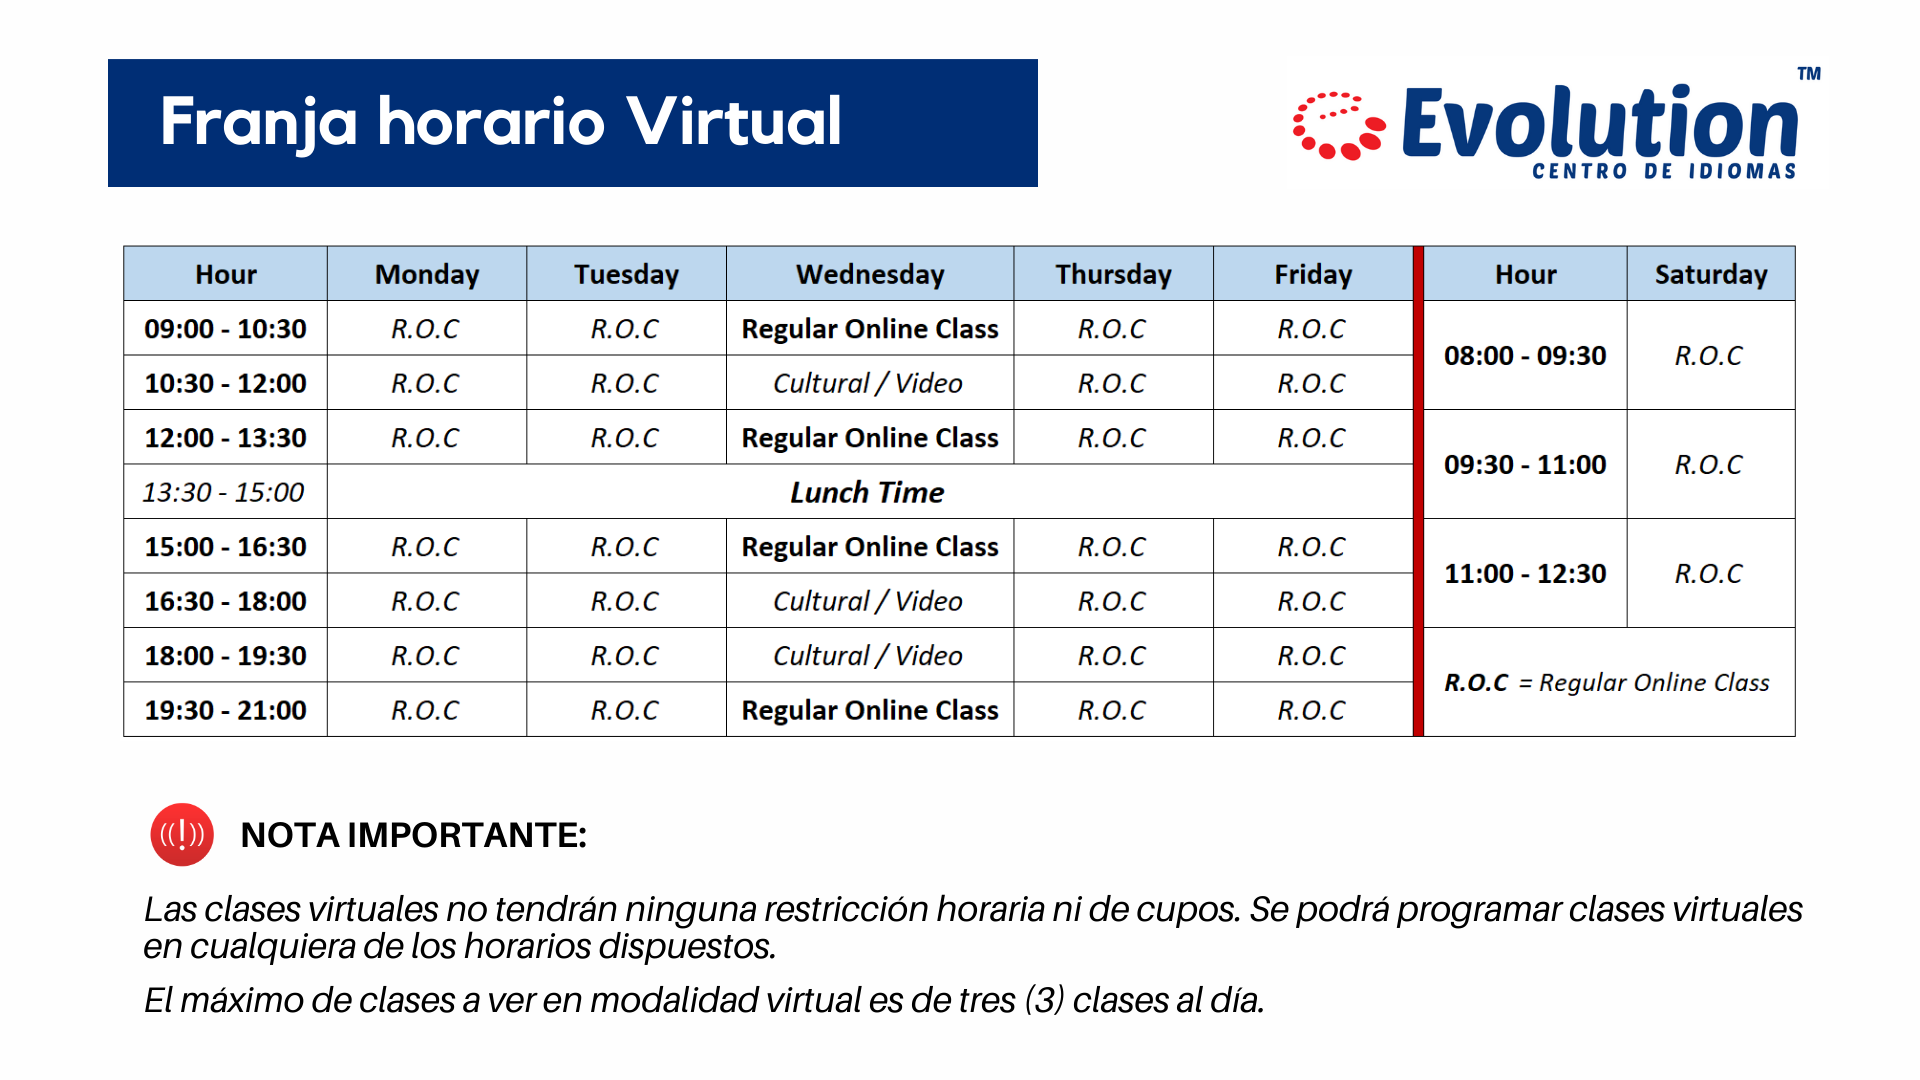 Franja horario Virtual
Evolution TM
CENTRO DE IDIOMAS
Hour Monday Tuesday Wednesday Thursday Friday Hour Saturday
09:00 - 10:30 R.O.C R.O.C Regular Online Class R.O.C R.O.C
08:00 - 09:30 R.O.C
10:30 - 12:00 R.O.C R.O.C Cultural / Video R.O.C R.O.C
12:00 - 13:30 R.O.C R.O.C Regular Online Class R.O.C R.O.C
09:30 - 11:00 R.O.C
13:30 - 15:00 Lunch Time
15:00 - 16:30 R.O.C R.O.C Regular Online Class R.O.C R.O.C
11:00 - 12:30 R.O.C
16:30 - 18:00 R.O.C R.O.C Cultural / Video R.O.C R.O.C
18:00 - 19:30 R.O.C R.O.C Cultural / Video R.O.C R.O.C
R.O.C = Regular Online Class
19:30 - 21:00 R.O.C R.O.C Regular Online Class R.O.C R.O.C
((!)) NOTA IMPORTANTE:
Las clases virtuales no tendrán ninguna restricción horaria ni de cupos. Se podrá programar clases virtuales
en cualquiera de los horarios dispuestos.
El máximo de clases a ver en modalidad virtual es de tres (3) clases al día.